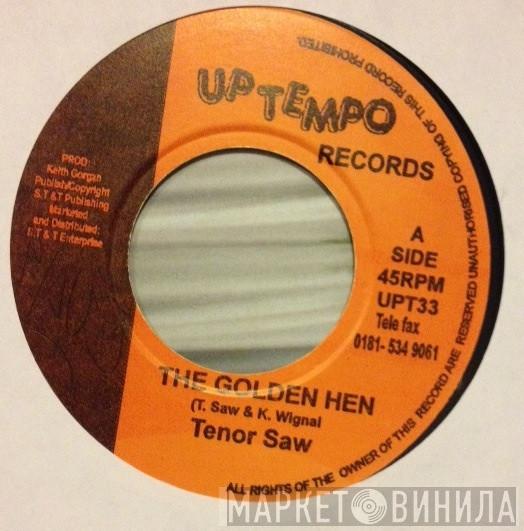 UPTEMPO
RECORDS
PROD:
Keith Gorgan
Publish/Copyright
S.T & T Publishing
Marketed
and Distributed:
S.T & T Enterprise
A
SIDE
45RPM
UPT33
Tele fax
0181- 534 9061
THE GOLDEN HEN
(T. Saw & K. Wignal
Tenor Saw
ALL RIGHTS OF THE OWNER OF THIS RECORD ARE RESERVED UNAUTHORISED COPYING OF THIS RECORD PROHIBITED.
МАРКЕТ ВИНИЛА